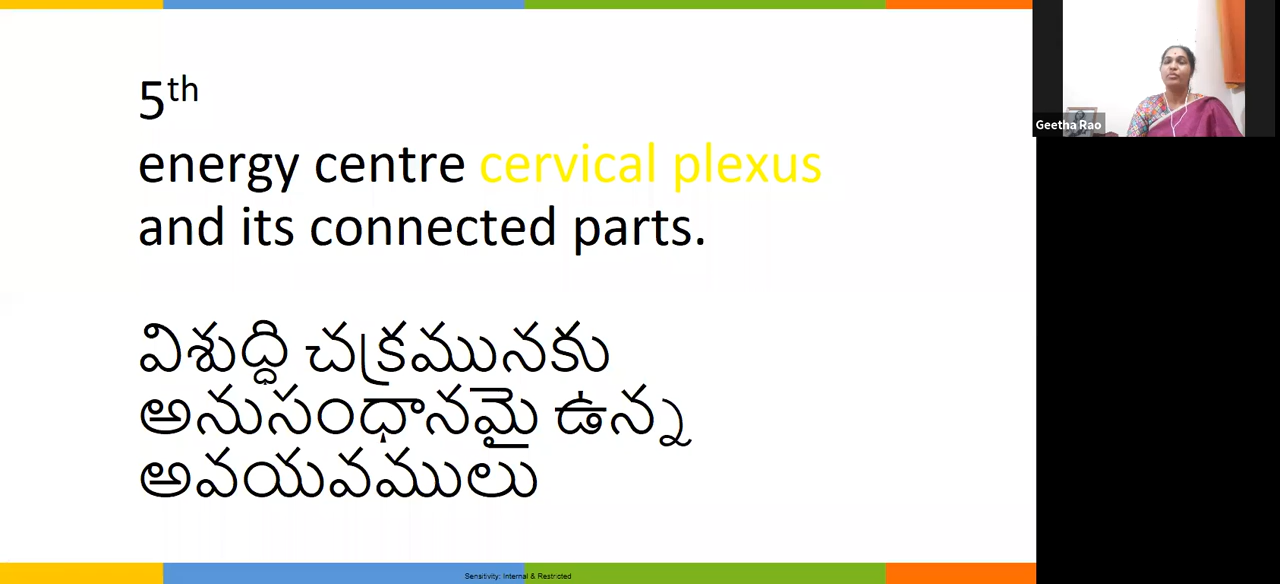 5th
energy centre cervical plexus
and its connected parts.
విశుద్ధి చక్రమునకు
అనుసంధానమై ఉన్న
అవయవములు
Geetha Rao
Sensitivity: Internal & Restricted